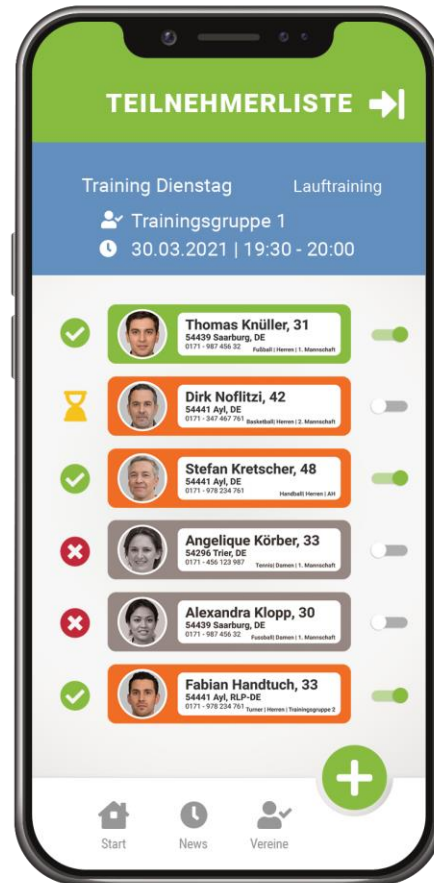 TEILNEHMERLISTE
Training Dienstag Lauftraining
Trainingsgruppe 1
30.03.2021 | 19:30 - 20:00
Thomas Knüller, 31
54439 Saarburg, DE
0171 - 987 456 32 Fußball | Herren | 1. Mannschaft
Dirk Noflitzi, 42
54441 Ayl, DE
0171 - 347 467 761 Basketball| Herren | 2. Mannschaft
Stefan Kretscher, 48
54441 Ayl, DE
0171 - 978 234 761 Handball| Herren | AH
Angelique Körber, 33
54296 Trier, DE
0171 - 456 123 987 Tennis| Damen | 1. Mannschaft
Alexandra Klopp, 30
54439 Saarburg, DE
0171 - 987 456 32 Fussball| Damen | 1. Mannschaft
Fabian Handtuch, 33
54441 Ayl, RLP-DE
0171 - 978 234 761 Turner | Herren | Trainingsgruppe 2
Start News Vereine